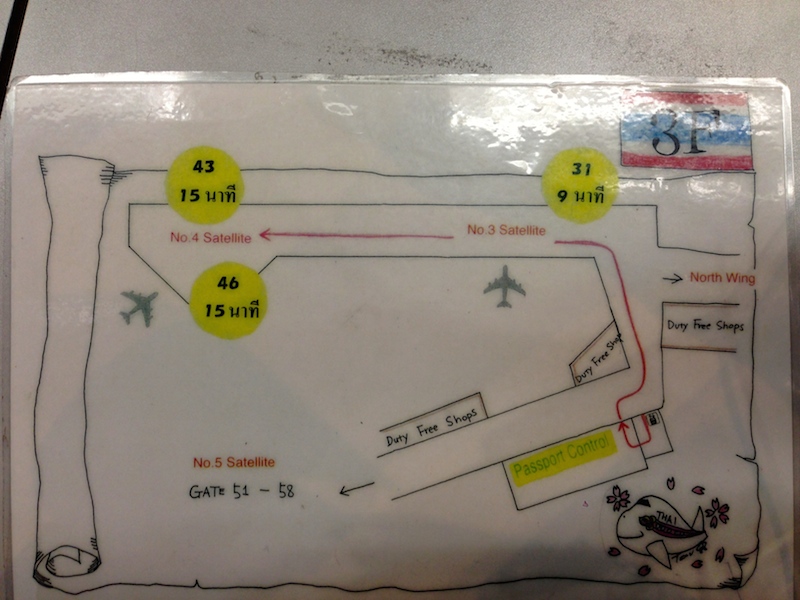 3F
43
15 นาที
31
9 นาที
No.4 Satellite
No.3 Satellite
North Wing
46
15 นาที
Duty Free Shops
Duty Free Shops
Duty Free Shops
Passport Control
No.5 Satellite
GATE 51 - 58
THAI